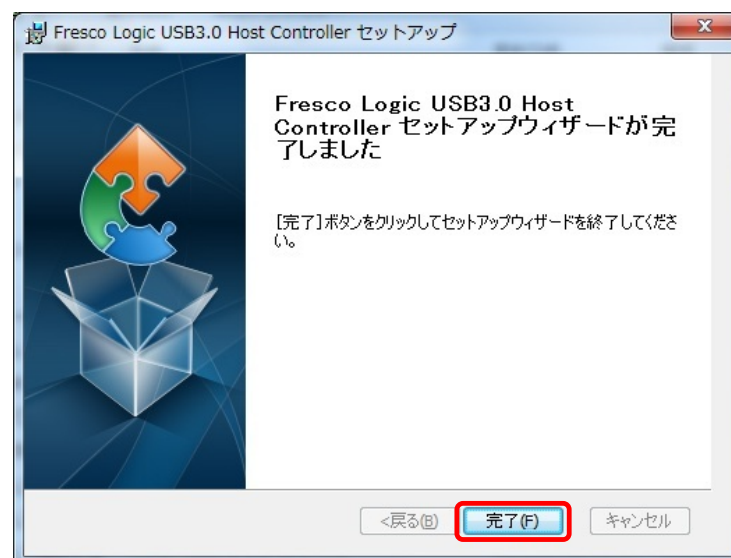 Fresco Logic USB3.0 Host Controller セットアップ
Fresco Logic USB3.0 Host
Controller セットアップウィザードが完
了しました
[完了]ボタンをクリックしてセットアップウィザードを終了してくださ
い。
<戻る(B)
完了(F)
キャンセル